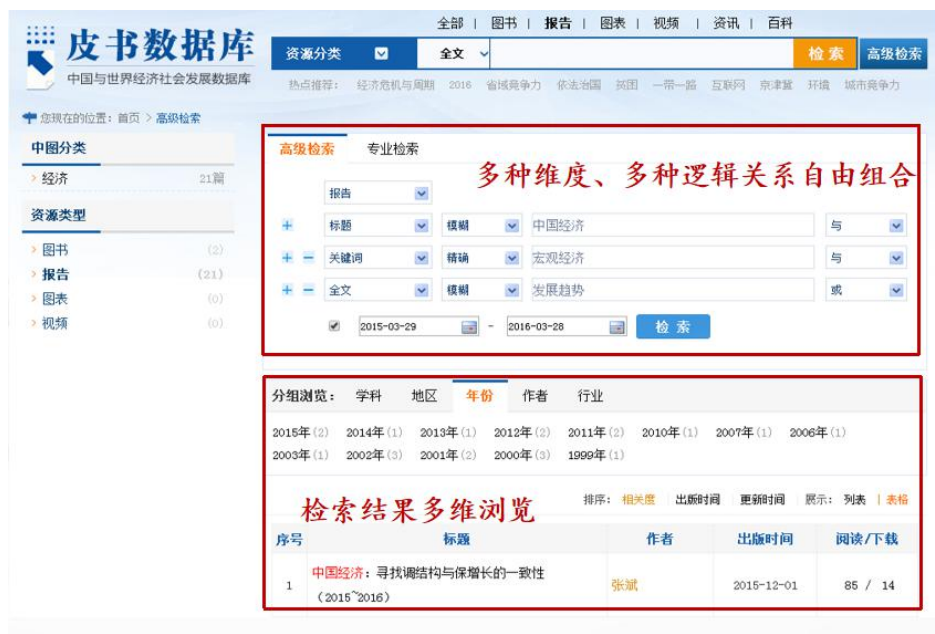 全部 | 图书 | 报告 | 图表 | 视频 | 资讯 | 百科
皮书数据库
中国与世界经济社会发展数据库
资源分类 全文 检索 高级检索
热点推荐: 经济危机与周期 2016 省域竞争力 依法治国 贫困 一带一路 互联网 京津冀 环境 城市竞争力
您现在的位置:首页 > 高级检索
中图分类
> 经济 21篇
资源类型
> 图书 (2)
> 报告 (21)
> 图表 (0)
> 视频 (0)
高级检索 专业检索
多种维度、多种逻辑关系自由组合
报告
+ 标题 模糊 中国经济 与
+ - 关键词 精确 宏观经济 与
+ - 全文 模糊 发展趋势 或
2015-03-29 - 2016-03-28 检索
分组浏览: 学科 地区 年份 作者 行业
2015年(2) 2014年(1) 2013年(1) 2012年(2) 2011年(2) 2010年(1) 2007年(1) 2006年(1)
2003年(1) 2002年(3) 2001年(2) 2000年(3) 1999年(1)
排序: 相关度 出版时间 更新时间 展示: 列表 | 表格
检索结果多维浏览
序号 标题 作者 出版时间 阅读/下载
1 中国经济:寻找调结构与保增长的一致性 张斌 2015-12-01 85 / 14
(2015~2016)